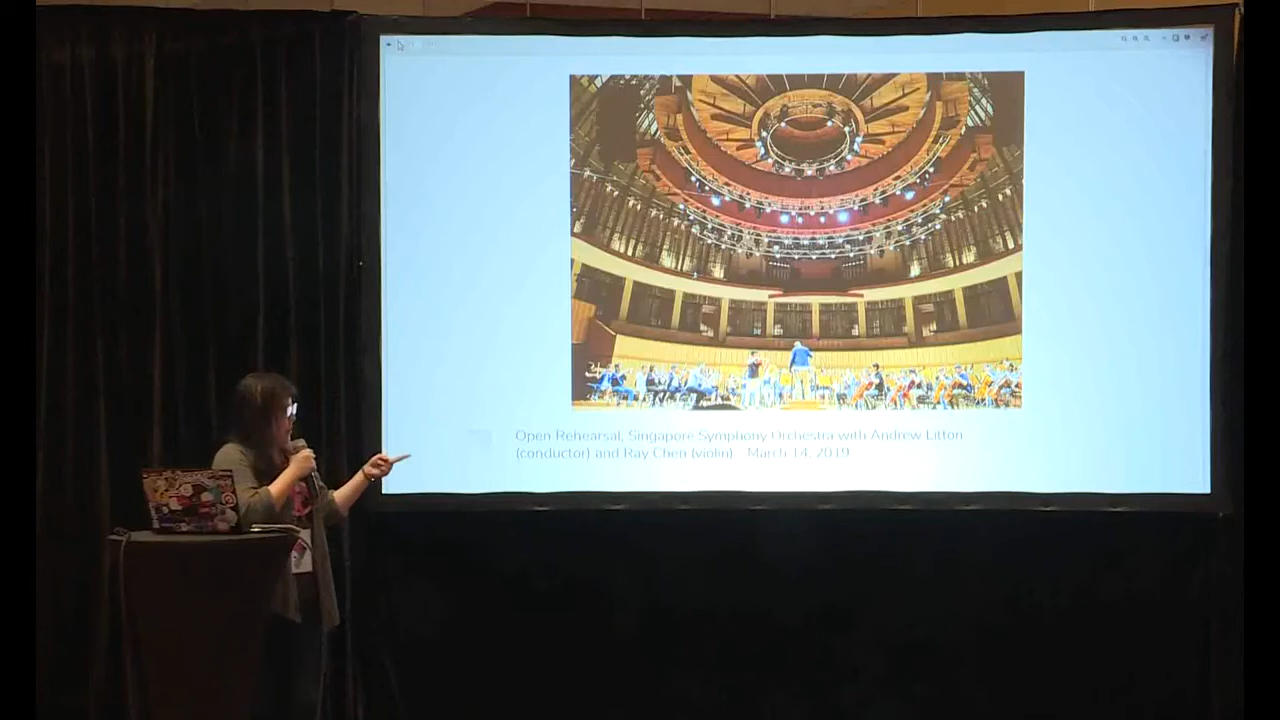 Open Rehearsal, Singapore Symphony Orchestra with Andrew Litton
(conductor) and Ray Chen (violin). March 14, 2019